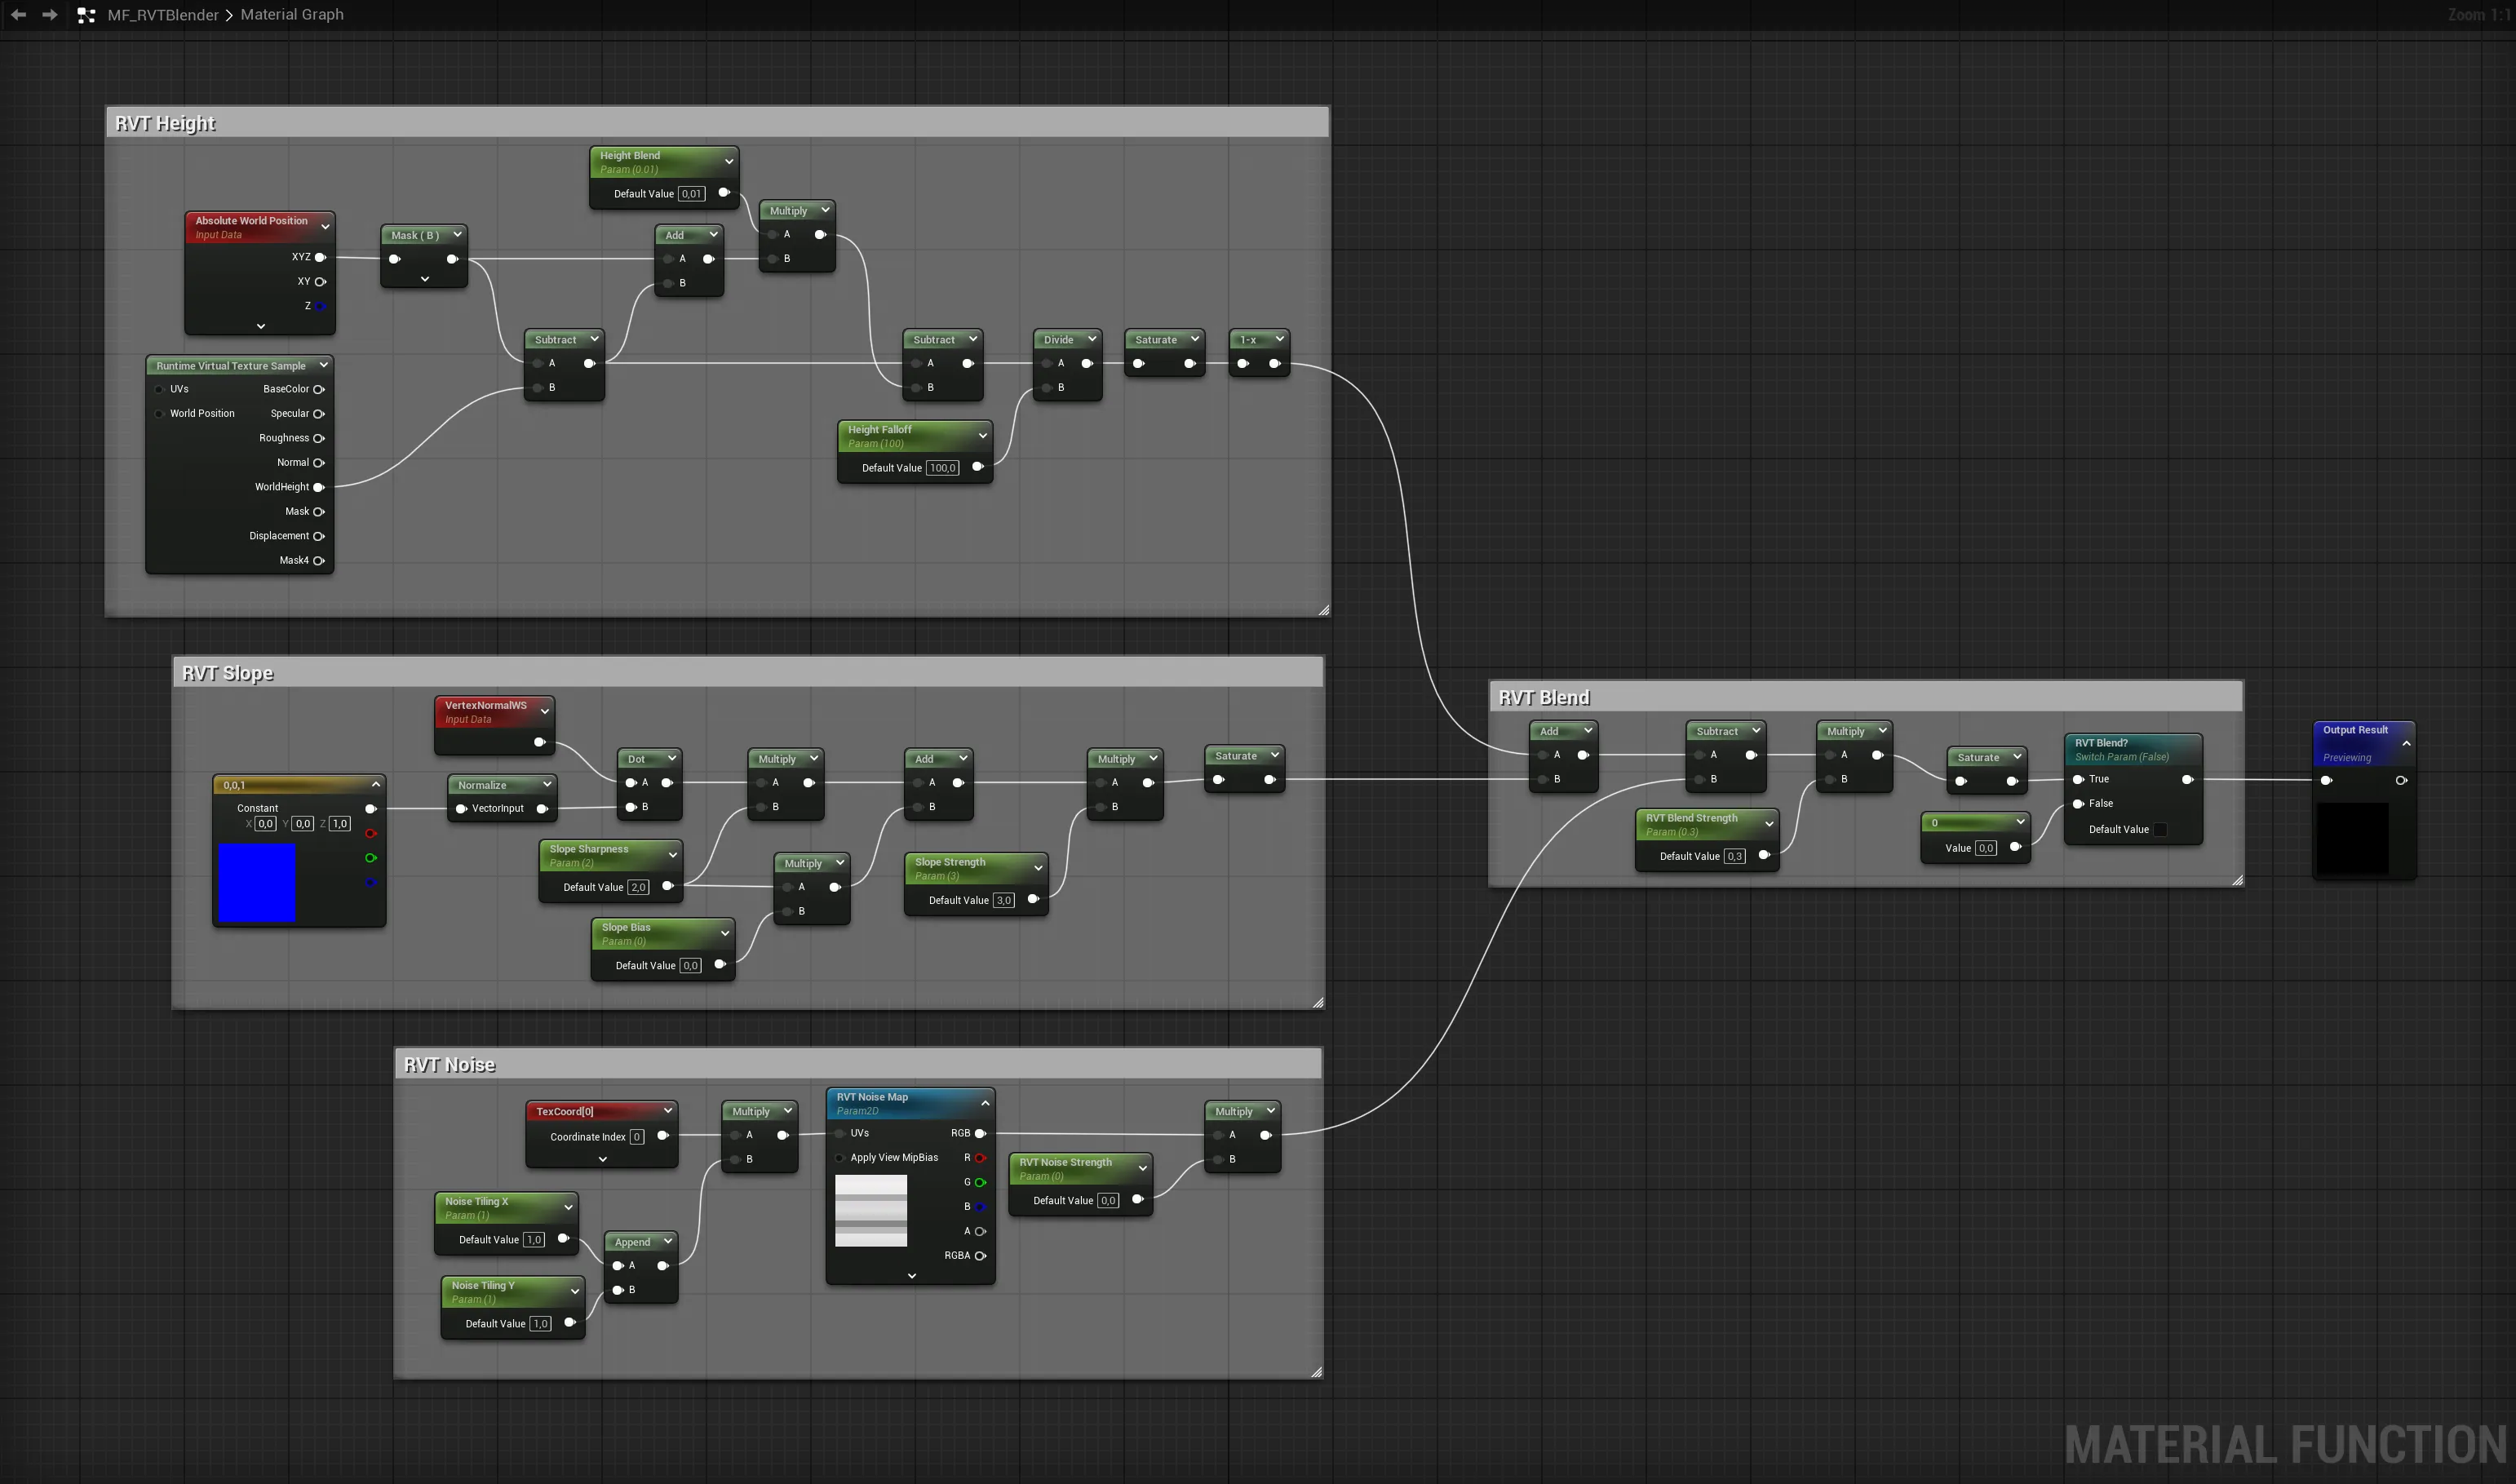 MF_RVTBlender > Material Graph
Zoom 1:1
RVT Height
Height Blend
Param (0.01)
Default Value 0,01
Absolute World Position
Input Data
XYZ
XY
Z
Mask ( B )
Add
A
B
Multiply
A
B
Runtime Virtual Texture Sample
UVs BaseColor
World Position Specular
Roughness
Normal
WorldHeight
Mask
Displacement
Mask4
Subtract
A
B
Subtract
A
B
Divide
A
B
Saturate
1-x
Height Falloff
Param (100)
Default Value 100,0
RVT Slope
VertexNormalWS
Input Data
0,0,1
Constant
X 0,0 Y 0,0 Z 1,0
Normalize
VectorInput
Dot
A
B
Multiply
A
B
Add
A
B
Multiply
A
B
Saturate
Slope Sharpness
Param (2)
Default Value 2,0
Multiply
A
B
Slope Strength
Param (3)
Default Value 3,0
Slope Bias
Param (0)
Default Value 0,0
RVT Blend
Add
A
B
Subtract
A
B
Multiply
A
B
Saturate
RVT Blend?
Switch Param (False)
True
False
Default Value
RVT Blend Strength
Param (0.3)
Default Value 0,3
0
Value 0,0
Output Result
Previewing
RVT Noise
TexCoord[0]
Coordinate Index 0
Multiply
A
B
RVT Noise Map
Param2D
UVs RGB
Apply View MipBias R
G
B
A
RGBA
Multiply
A
B
RVT Noise Strength
Param (0)
Default Value 0,0
Noise Tiling X
Param (1)
Default Value 1,0
Append
A
B
Noise Tiling Y
Param (1)
Default Value 1,0
MATERIAL FUNCTION